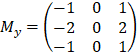 M_y = 
( -1 0 1
-2 0 2
-1 0 1 )